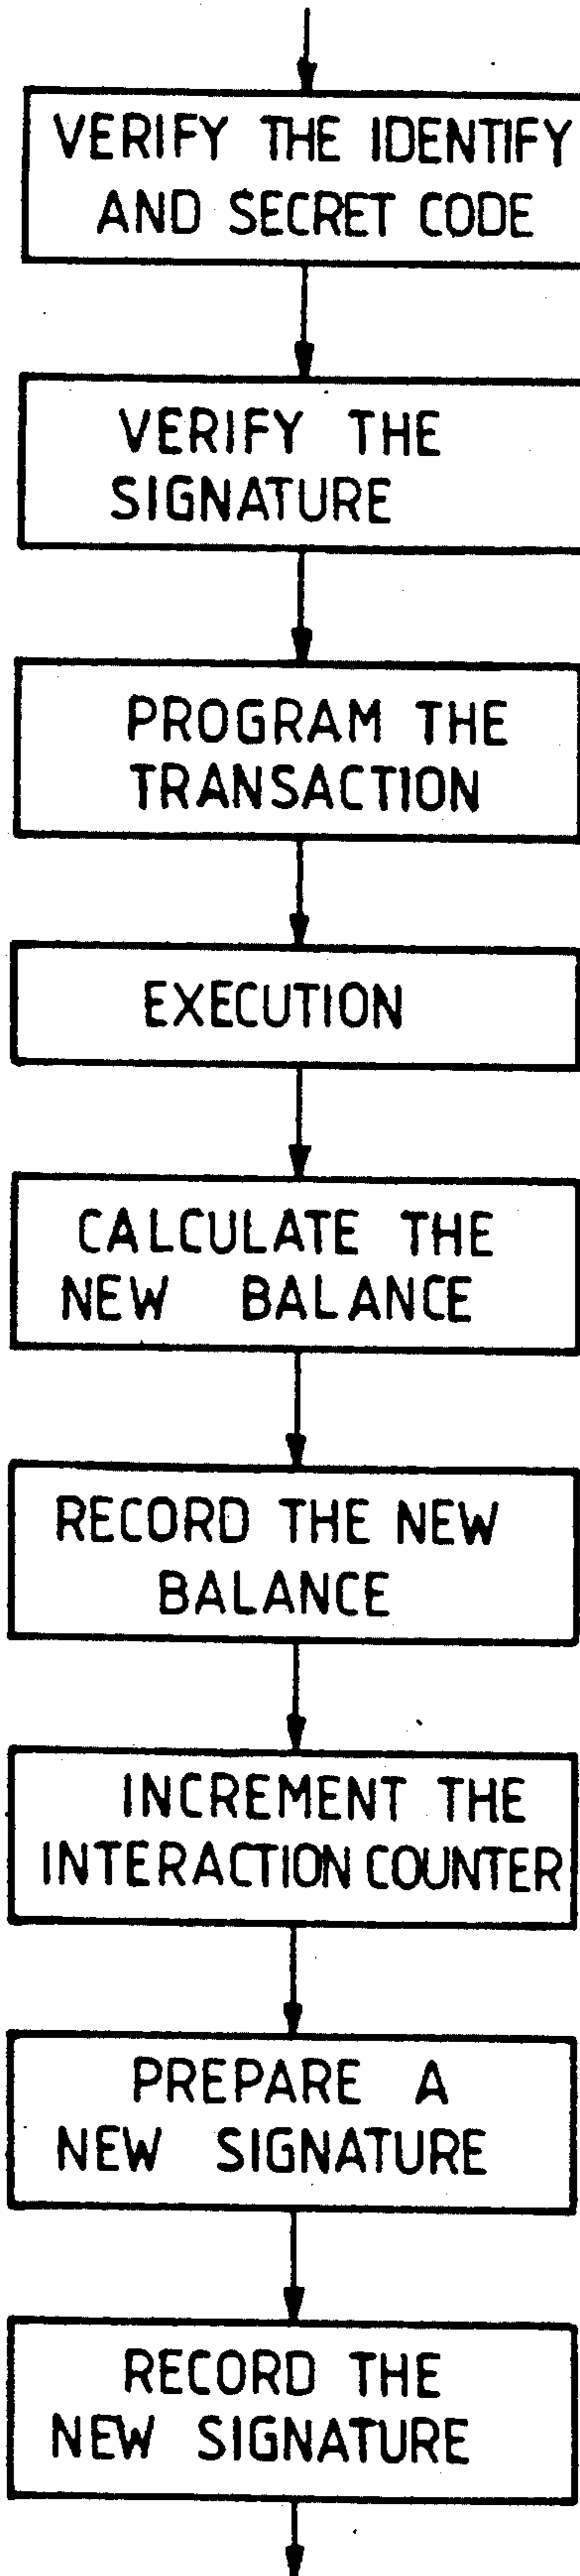 VERIFY THE IDENTIFY
AND SECRET CODE
VERIFY THE
SIGNATURE
PROGRAM THE
TRANSACTION
EXECUTION
CALCULATE THE
NEW BALANCE
RECORD THE NEW
BALANCE
INCREMENT THE
INTERACTION COUNTER
PREPARE A
NEW SIGNATURE
RECORD THE
NEW SIGNATURE